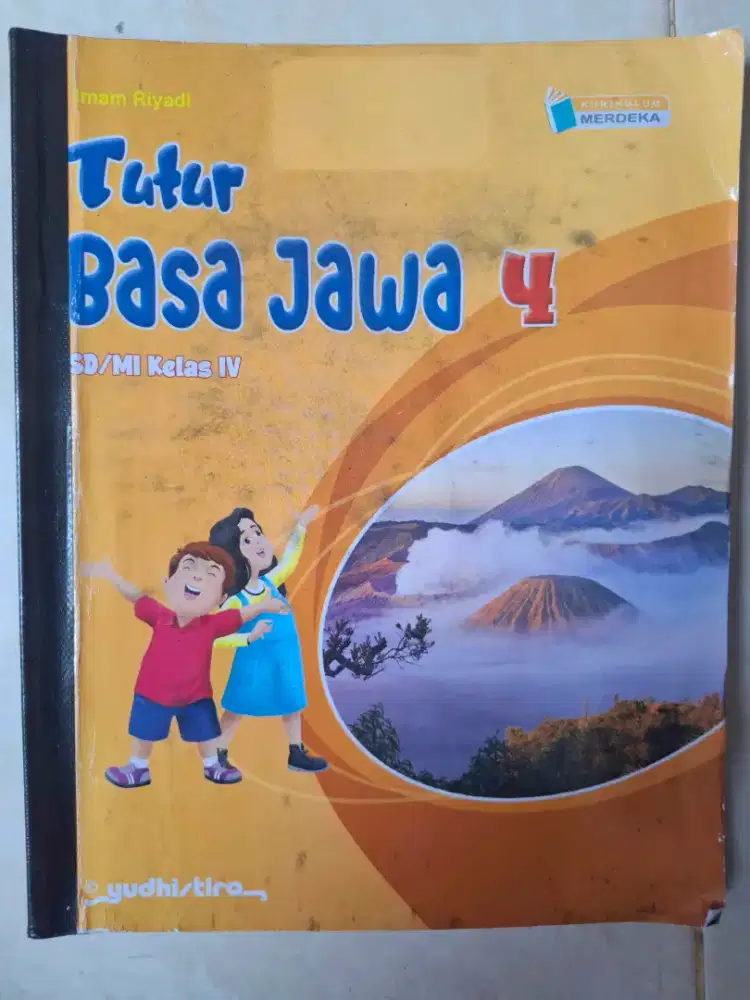 Imam Riyadi
KURIKULUM
MERDEKA
Tutur
Basa Jawa 4
SD/MI Kelas IV
© yudhistira